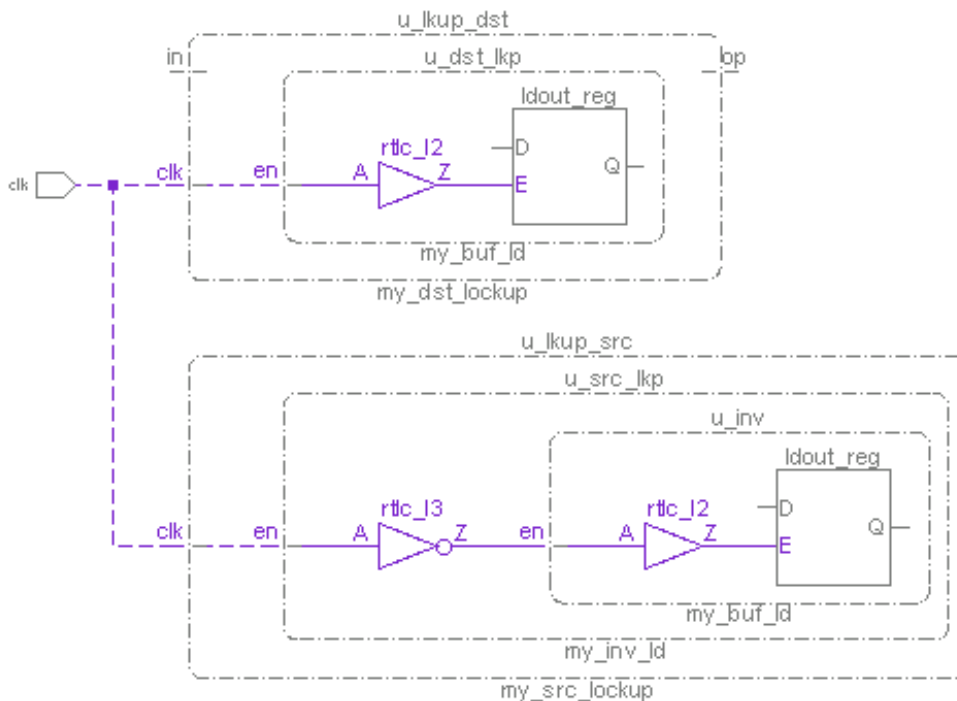 u_lkup_dst
in
u_dst_lkp
op
ldout_reg
rtlc_I2
D
Q
clk
clk
en
A
Z
E
my_buf_ld
my_dst_lockup
u_lkup_src
u_src_lkp
u_inv
ldout_reg
rtlc_I3
rtlc_I2
D
Q
clk
en
A
Z
en
A
Z
E
my_buf_ld
my_inv_ld
my_src_lockup